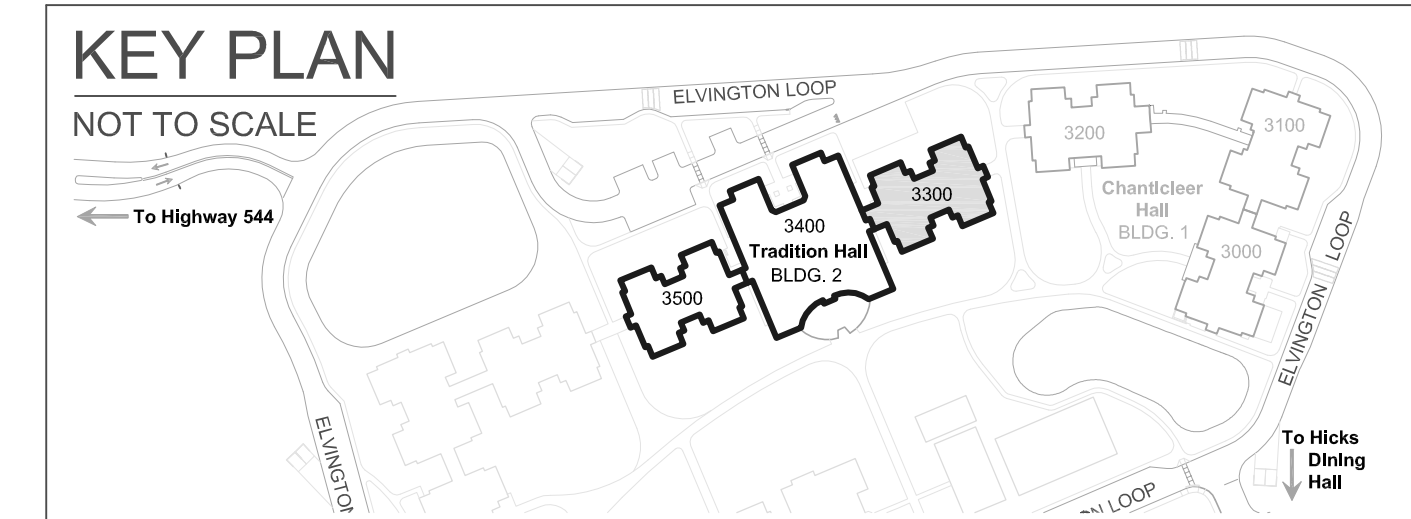 KEY PLAN
NOT TO SCALE
ELVINGTON LOOP
3200
3100
3300
Chanticleer
Hall
BLDG. 1
To Highway 544
3400
Tradition Hall
BLDG. 2
3000
3500
ELVINGTON LOOP
ELVINGTON
To Hicks
Dining
Hall
ON LOOP